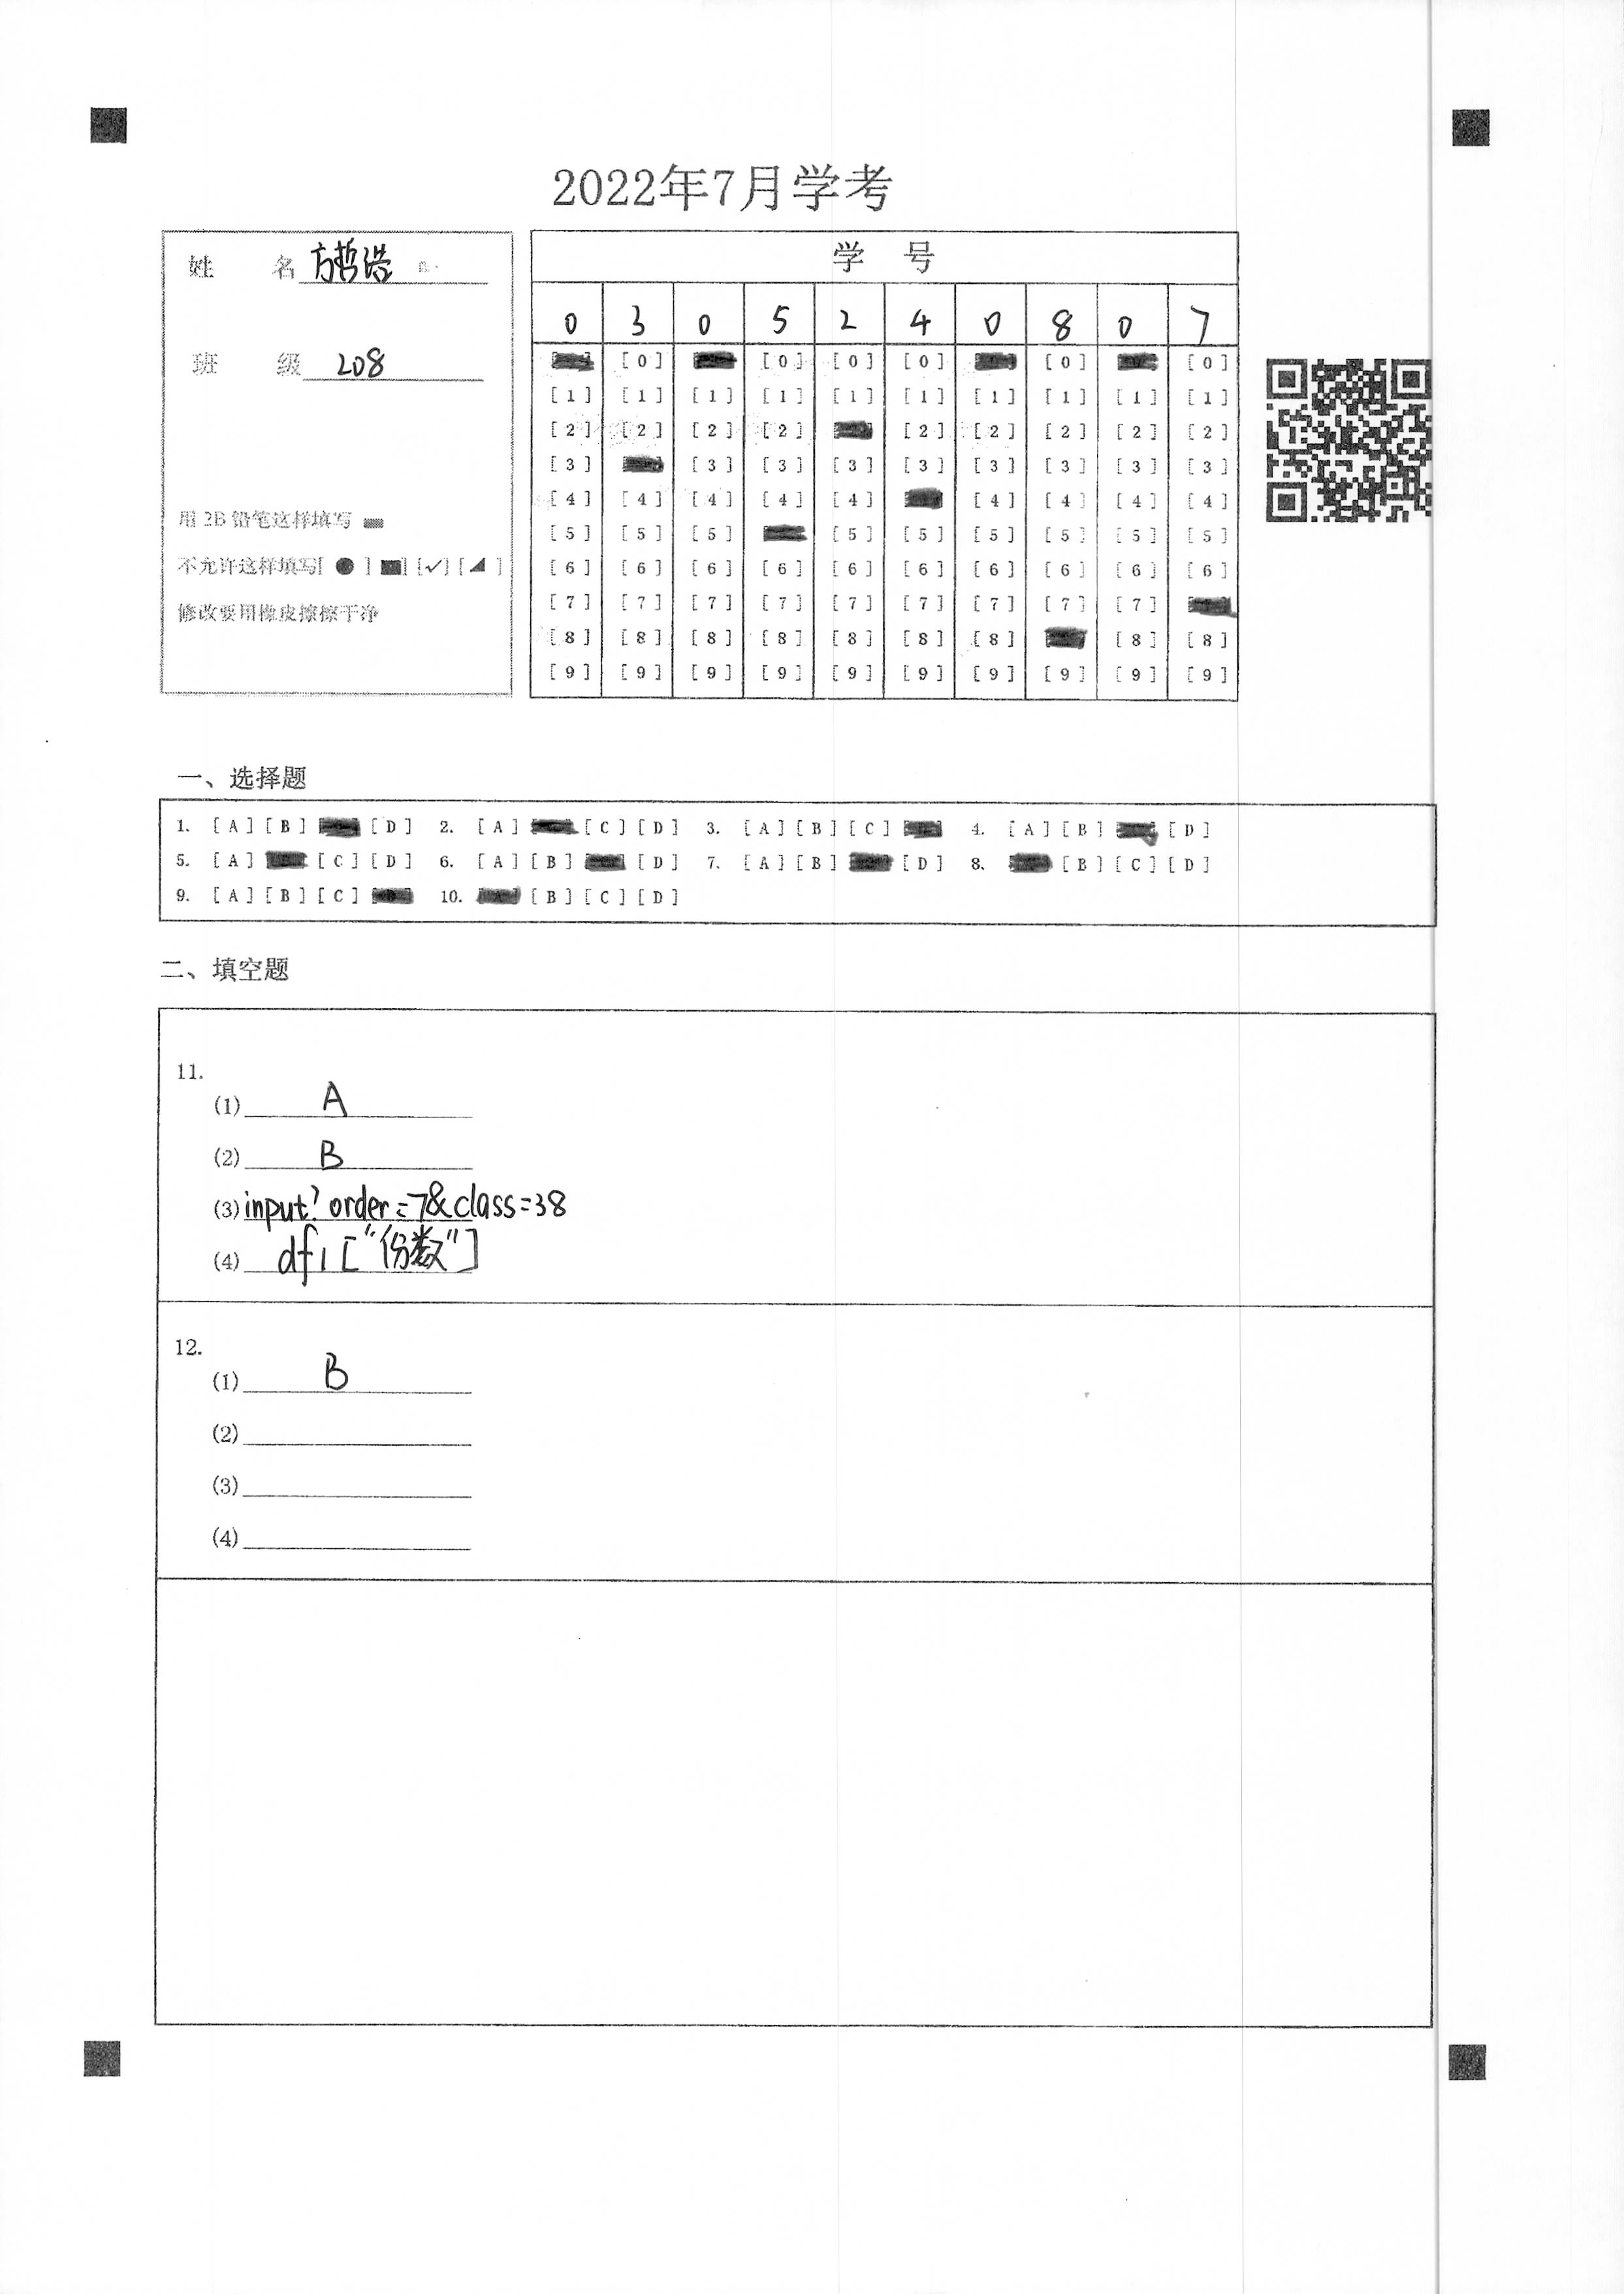 2022年7月学考
姓 名 方哲浩
班 级 208
用 2B 铅笔这样填写
不允许这样填写[ ● ] [■] [✓] [◢ ]
修改要用橡皮擦擦干净
学 号
0 3 0 5 2 4 0 8 0 7
[0] [0] [0] [0] [0] [0]
[1] [1] [1] [1] [1] [1] [1] [1] [1] [1]
[2] [2] [2] [2] [2] [2] [2] [2] [2]
[3] [3] [3] [3] [3] [3] [3] [3] [3]
[4] [4] [4] [4] [4] [4] [4] [4] [4]
[5] [5] [5] [5] [5] [5] [5] [5] [5]
[6] [6] [6] [6] [6] [6] [6] [6] [6] [6]
[7] [7] [7] [7] [7] [7] [7] [7] [7]
[8] [8] [8] [8] [8] [8] [8] [8] [8]
[9] [9] [9] [9] [9] [9] [9] [9] [9] [9]
一、选择题
1. [A] [B] [D] 2. [A] [C] [D] 3. [A] [B] [C] 4. [A] [B] [D]
5. [A] [C] [D] 6. [A] [B] [D] 7. [A] [B] [D] 8. [B] [C] [D]
9. [A] [B] [C] 10. [B] [C] [D]
二、填空题
11.
(1) A
(2) B
(3) input? order=7&class=38
(4) df1["份数"]
12.
(1) B
(2)
(3)
(4)